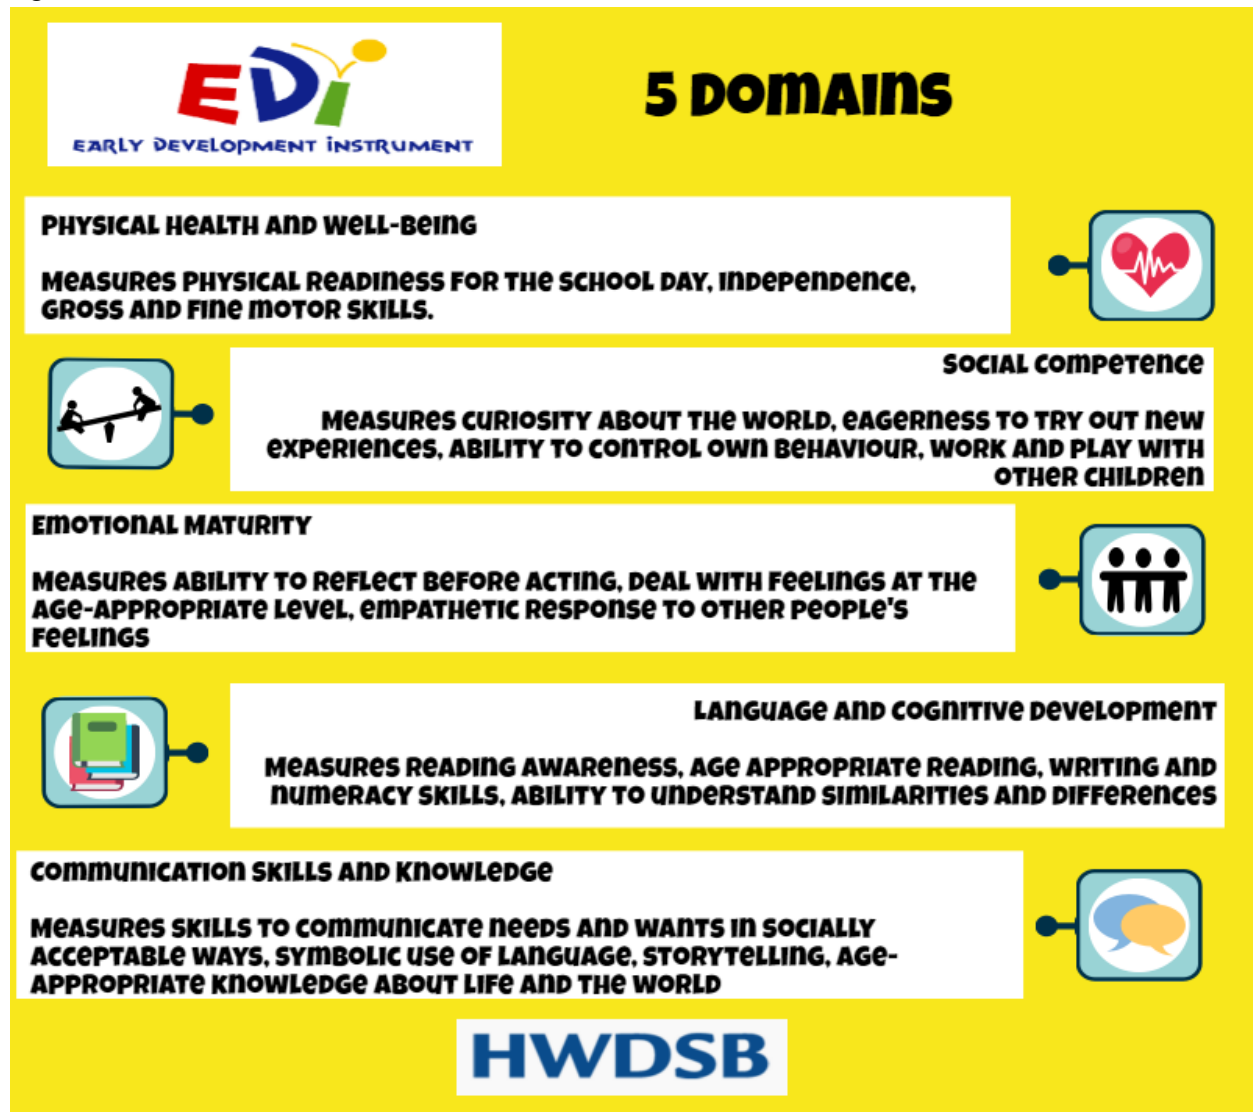 EDI
EARLY DEVELOPMENT INSTRUMENT
5 DOMAINS
PHYSICAL HEALTH AND WELL-BEING
MEASURES PHYSICAL READINESS FOR THE SCHOOL DAY, INDEPENDENCE,
GROSS AND FINE MOTOR SKILLS.
SOCIAL COMPETENCE
MEASURES CURIOSITY ABOUT THE WORLD, EAGERNESS TO TRY OUT NEW
EXPERIENCES, ABILITY TO CONTROL OWN BEHAVIOUR, WORK AND PLAY WITH
OTHER CHILDREN
EMOTIONAL MATURITY
MEASURES ABILITY TO REFLECT BEFORE ACTING, DEAL WITH FEELINGS AT THE
AGE-APPROPRIATE LEVEL, EMPATHETIC RESPONSE TO OTHER PEOPLE'S
FEELINGS
LANGUAGE AND COGNITIVE DEVELOPMENT
MEASURES READING AWARENESS, AGE APPROPRIATE READING, WRITING AND
NUMERACY SKILLS, ABILITY TO UNDERSTAND SIMILARITIES AND DIFFERENCES
COMMUNICATION SKILLS AND KNOWLEDGE
MEASURES SKILLS TO COMMUNICATE NEEDS AND WANTS IN SOCIALLY
ACCEPTABLE WAYS, SYMBOLIC USE OF LANGUAGE, STORYTELLING, AGE-
APPROPRIATE KNOWLEDGE ABOUT LIFE AND THE WORLD
HWDSB